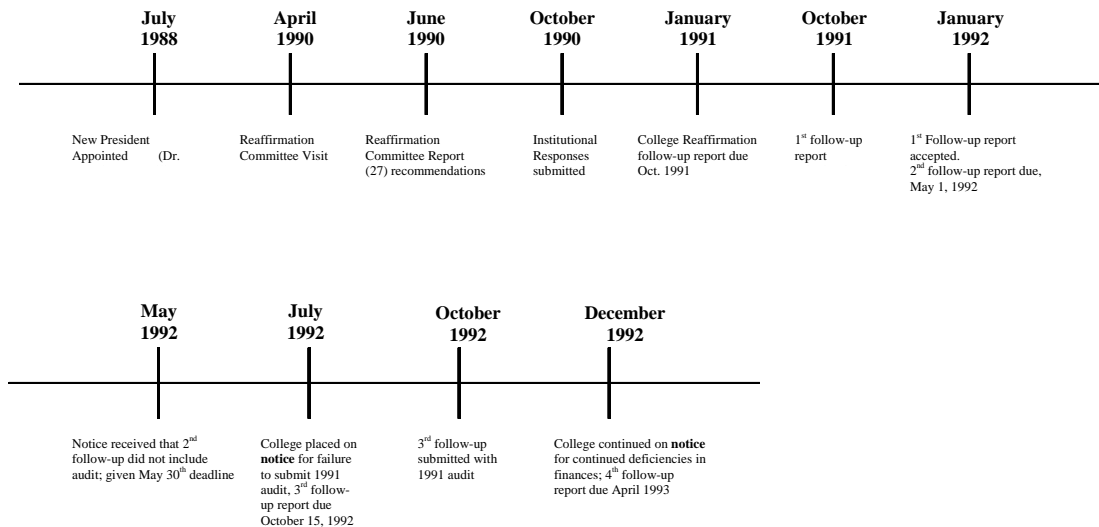 July
1988
April
1990
June
1990
October
1990
January
1991
October
1991
January
1992
New President
Appointed (Dr.
Reaffirmation
Committee Visit
Reaffirmation
Committee Report
(27) recommendations
Institutional
Responses
submitted
College Reaffirmation
follow-up report due
Oct. 1991
1st follow-up
report
1st Follow-up report
accepted.
2nd follow-up report due,
May 1, 1992
May
1992
July
1992
October
1992
December
1992
Notice received that 2nd
follow-up did not include
audit; given May 30th deadline
College placed on
notice for failure
to submit 1991
audit, 3rd follow-
up report due
October 15, 1992
3rd follow-up
submitted with
1991 audit
College continued on notice
for continued deficiencies in
finances; 4th follow-up
report due April 1993